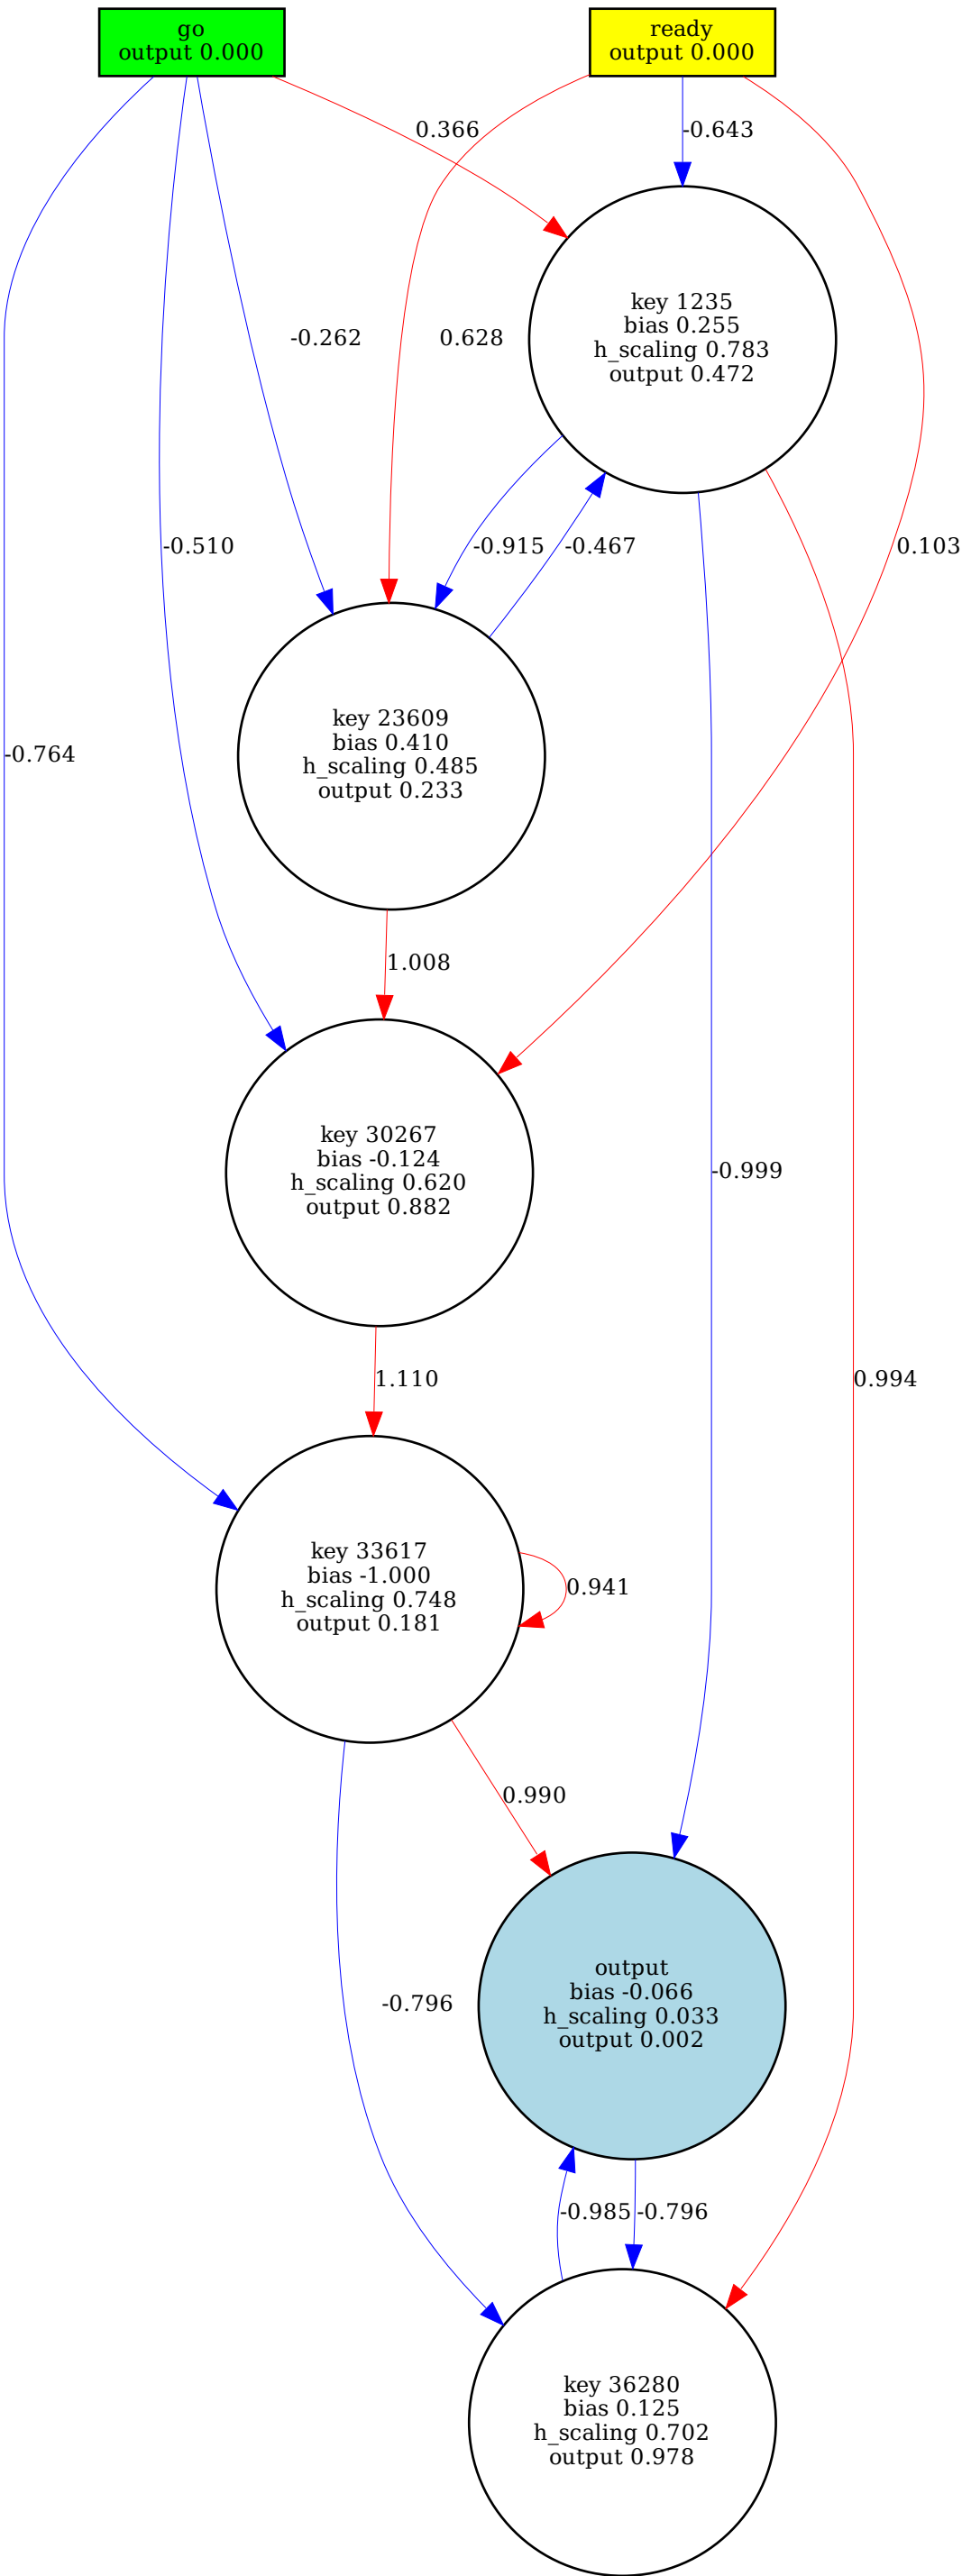 go
output 0.000
ready
output 0.000
0.366
-0.643
key 1235
bias 0.255
h_scaling 0.783
output 0.472
-0.262
0.628
-0.510
-0.915
-0.467
0.103
key 23609
bias 0.410
h_scaling 0.485
output 0.233
-0.764
1.008
key 30267
bias -0.124
h_scaling 0.620
output 0.882
-0.999
1.110
0.994
key 33617
bias -1.000
h_scaling 0.748
output 0.181
0.941
0.990
output
bias -0.066
h_scaling 0.033
output 0.002
-0.796
-0.985
-0.796
key 36280
bias 0.125
h_scaling 0.702
output 0.978